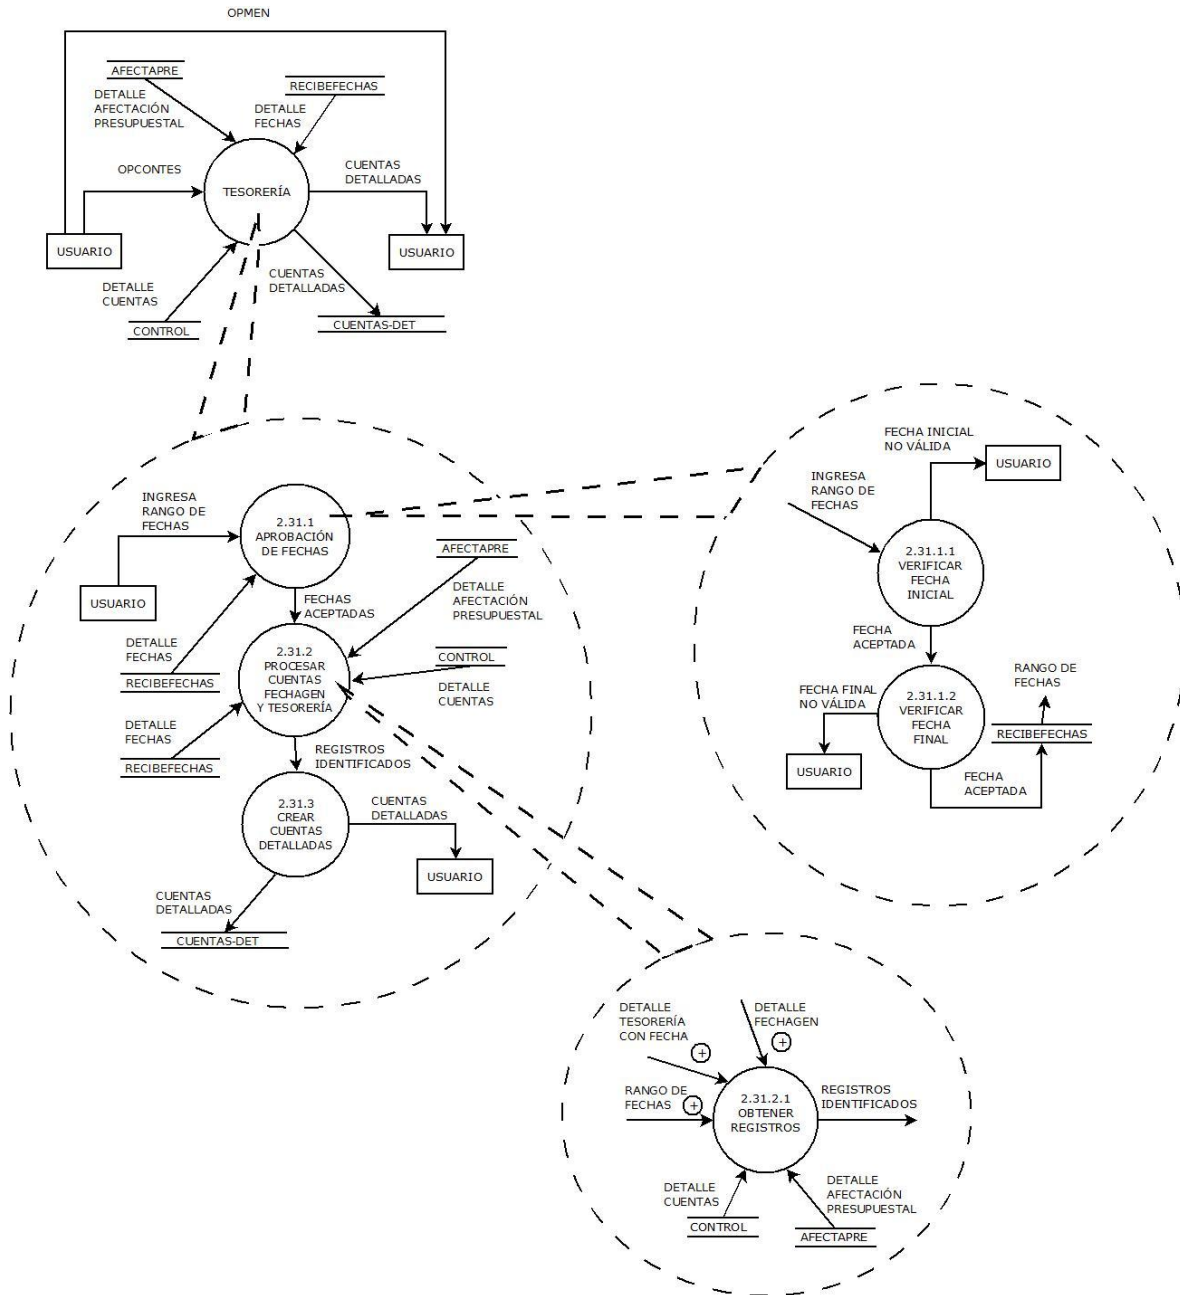 OPMEN
AFECTAPRE
RECIBEFECHAS
DETALLE
AFECTACIÓN
PRESUPUESTAL
DETALLE
FECHAS
OPCONTES
TESORERÍA
CUENTAS
DETALLADAS
USUARIO
USUARIO
DETALLE
CUENTAS
CUENTAS
DETALLADAS
CONTROL
CUENTAS-DET
INGRESA
RANGO DE
FECHAS
2.31.1
APROBACIÓN
DE FECHAS
AFECTAPRE
USUARIO
FECHAS
ACEPTADAS
DETALLE
AFECTACIÓN
PRESUPUESTAL
DETALLE
FECHAS
RECIBEFECHAS
2.31.2
PROCESAR
CUENTAS
FECHAGEN
Y TESORERÍA
CONTROL
DETALLE
CUENTAS
DETALLE
FECHAS
RECIBEFECHAS
REGISTROS
IDENTIFICADOS
2.31.3
CREAR
CUENTAS
DETALLADAS
CUENTAS
DETALLADAS
USUARIO
CUENTAS
DETALLADAS
CUENTAS-DET
FECHA INICIAL
NO VÁLIDA
USUARIO
INGRESA
RANGO DE
FECHAS
2.31.1.1
VERIFICAR
FECHA
INICIAL
FECHA
ACEPTADA
RANGO DE
FECHAS
FECHA FINAL
NO VÁLIDA
2.31.1.2
VERIFICAR
FECHA
FINAL
RECIBEFECHAS
USUARIO
FECHA
ACEPTADA
DETALLE
TESORERÍA
CON FECHA
+
DETALLE
FECHAGEN
+
RANGO DE
FECHAS +
2.31.2.1
OBTENER
REGISTROS
REGISTROS
IDENTIFICADOS
DETALLE
CUENTAS
CONTROL
DETALLE
AFECTACIÓN
PRESUPUESTAL
AFECTAPRE